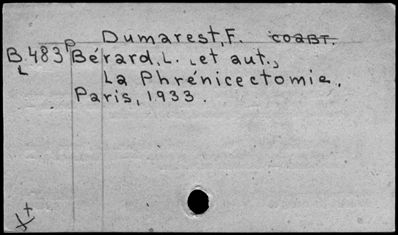 Dumarest, F. соавт.
B 483 p Bérard, L. et aut.,
L La Phrénicectomie.
Paris, 1933.